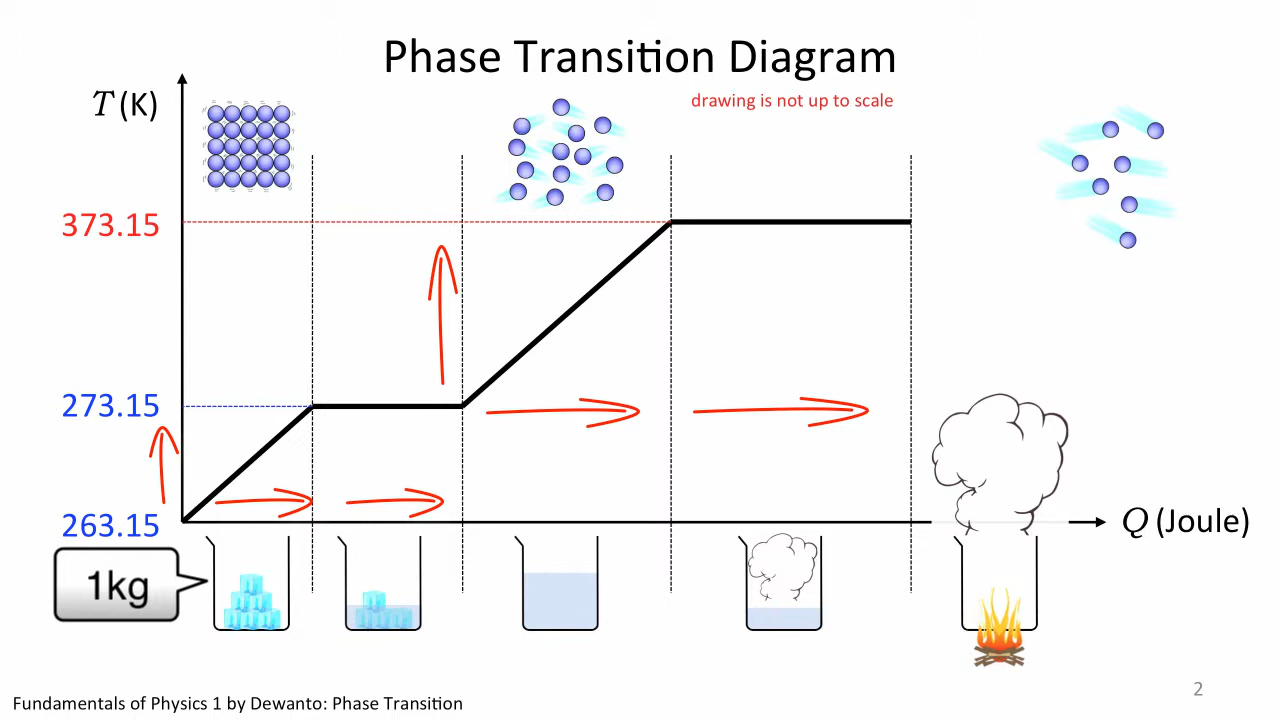 Phase Transition Diagram
drawing is not up to scale
T (K)
373.15
273.15
263.15
Q (Joule)
1kg
2
Fundamentals of Physics 1 by Dewanto: Phase Transition